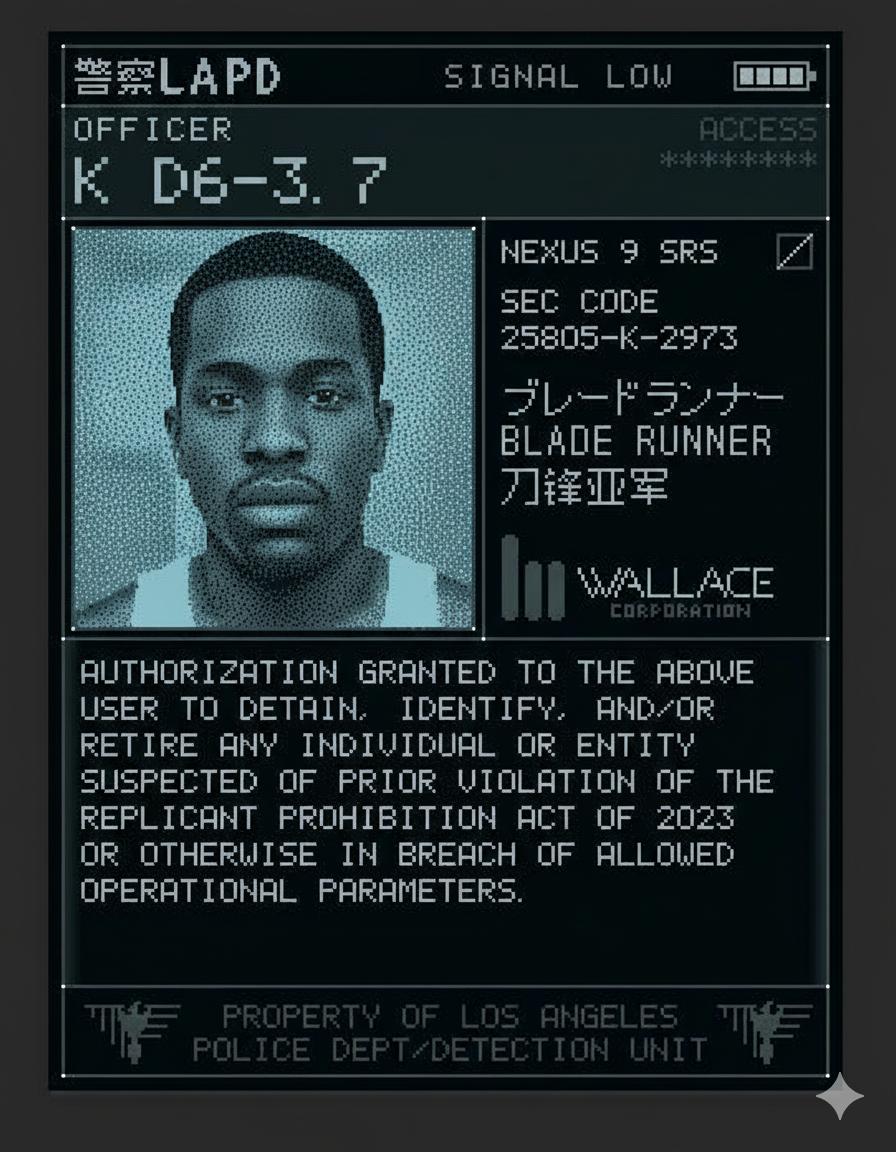 警察LAPD
SIGNAL LOW
OFFICER
K D6-3.7
ACCESS
********
NEXUS 9 SRS
SEC CODE
25805-K-2973
ブレードランナー
BLADE RUNNER
刀锋亚军
WALLACE
CORPORATION
AUTHORIZATION GRANTED TO THE ABOVE
USER TO DETAIN, IDENTIFY, AND/OR
RETIRE ANY INDIVIDUAL OR ENTITY
SUSPECTED OF PRIOR VIOLATION OF THE
REPLICANT PROHIBITION ACT OF 2023
OR OTHERWISE IN BREACH OF ALLOWED
OPERATIONAL PARAMETERS.
PROPERTY OF LOS ANGELES
POLICE DEPT/DETECTION UNIT